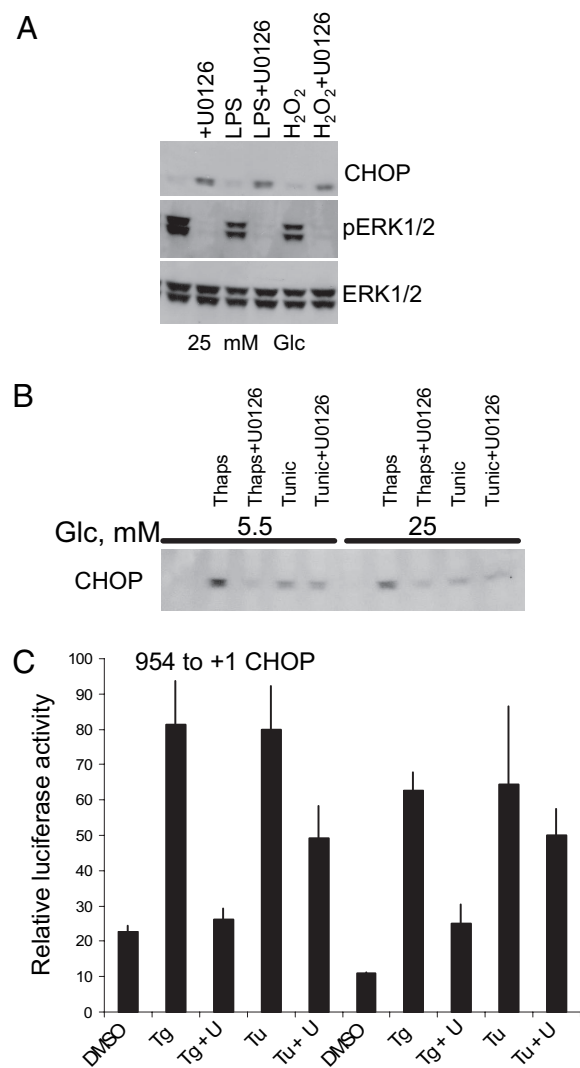 A
+U0126
LPS
LPS+U0126
H₂O₂
H₂O₂+U0126
CHOP
pERK1/2
ERK1/2
25 mM Glc
B
Thaps
Thaps+U0126
Tunic
Tunic+U0126
Thaps
Thaps+U0126
Tunic
Tunic+U0126
Glc, mM 5.5 25
CHOP
C
954 to +1 CHOP
Relative luciferase activity
100
90
80
70
60
50
40
30
20
10
0
DMSO
Tg
Tg + U
Tu
Tu + U
DMSO
Tg
Tg + U
Tu
Tu + U